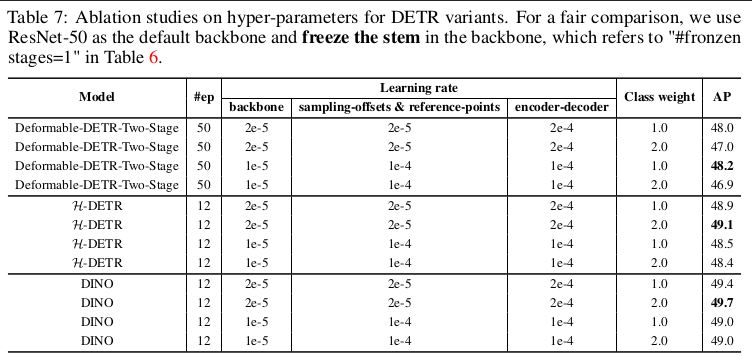 Table 7: Ablation studies on hyper-parameters for DETR variants. For a fair comparison, we use
ResNet-50 as the default backbone and freeze the stem in the backbone, which refers to "#fronzen
stages=1" in Table 6.
Model #ep Learning rate Class weight AP
backbone sampling-offsets & reference-points encoder-decoder
Deformable-DETR-Two-Stage 50 2e-5 2e-5 2e-4 1.0 48.0
Deformable-DETR-Two-Stage 50 2e-5 2e-5 2e-4 2.0 47.0
Deformable-DETR-Two-Stage 50 1e-5 1e-4 1e-4 1.0 48.2
Deformable-DETR-Two-Stage 50 1e-5 1e-4 1e-4 2.0 46.9
ℋ-DETR 12 2e-5 2e-5 2e-4 1.0 48.9
ℋ-DETR 12 2e-5 2e-5 2e-4 2.0 49.1
ℋ-DETR 12 1e-5 1e-4 1e-4 1.0 48.5
ℋ-DETR 12 1e-5 1e-4 1e-4 2.0 48.4
DINO 12 2e-5 2e-5 2e-4 1.0 49.4
DINO 12 2e-5 2e-5 2e-4 2.0 49.7
DINO 12 1e-5 1e-4 1e-4 1.0 49.0
DINO 12 1e-5 1e-4 1e-4 2.0 49.0